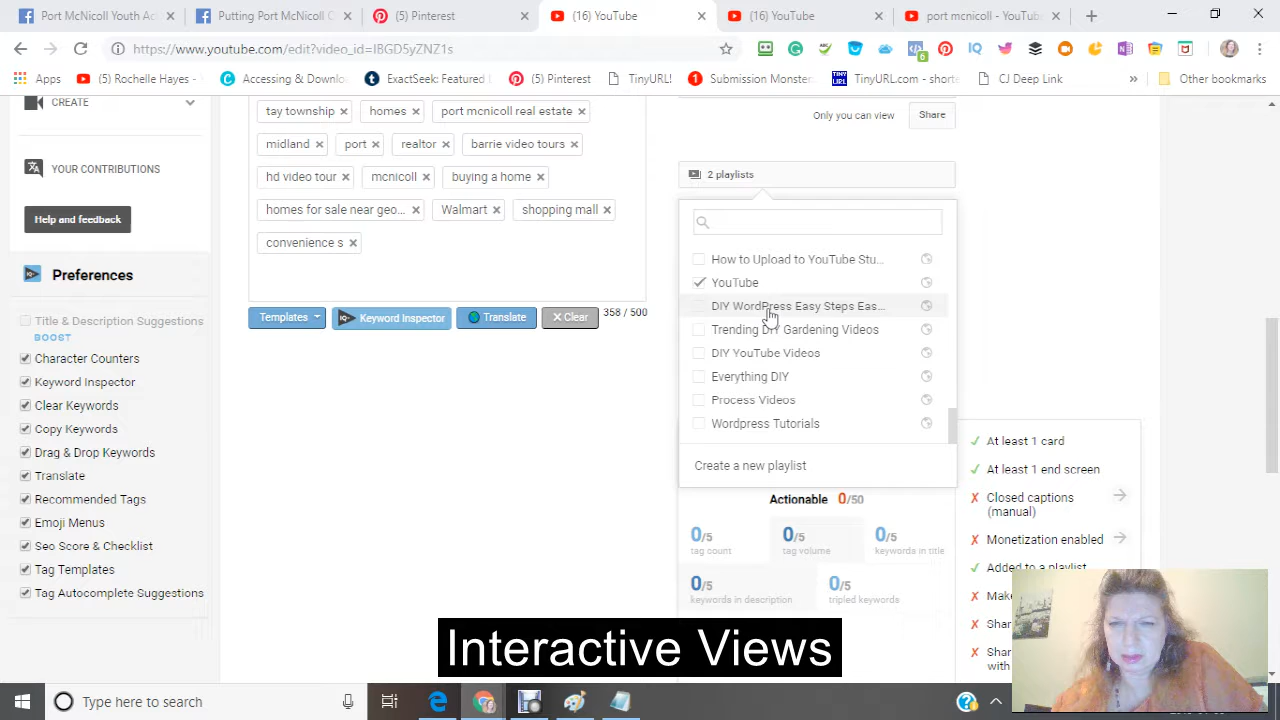 Port McNicoll Youth Ac
Putting Port McNicoll C
(5) Pinterest
(16) YouTube
(16) YouTube
port mcnicoll - YouTube
https://www.youtube.com/edit?video_id=
Apps
(5) Rochelle Hayes -
Accessing & Downlo
ExactSeek: Featured
(5) Pinterest
TinyURL!
Submission Monster
TinyURL.com - shorte
CJ Deep Link
»
Other bookmarks
CREATE
YOUR CONTRIBUTIONS
Help and feedback
Preferences
Title & Description Suggestions
BOOST
Character Counters
Keyword Inspector
Clear Keywords
Copy Keywords
Drag & Drop Keywords
Translate
Recommended Tags
Emoji Menus
Seo Score & Checklist
Tag Templates
Tag Autocomplete Suggestions
tay township × homes × port mcnicoll real estate ×
midland × port × realtor × barrie video tours ×
hd video tour × mcnicoll × buying a home ×
homes for sale near geo... × Walmart × shopping mall ×
convenience s ×
Templates Keyword Inspector Translate × Clear 358 / 500
Only you can view Share
2 playlists
How to Upload to YouTube Stu...
YouTube
DIY WordPress Easy Steps Eas...
Trending DIY Gardening Videos
DIY YouTube Videos
Everything DIY
Process Videos
Wordpress Tutorials
Create a new playlist
Actionable 0/50
0/5 0/5 0/5
tag count tag volume keywords in title
0/5 0/5
keywords in description tripled keywords
At least 1 card
At least 1 end screen
Closed captions
(manual)
Monetization enabled
Added to a playlist
Interactive Views
Type here to search